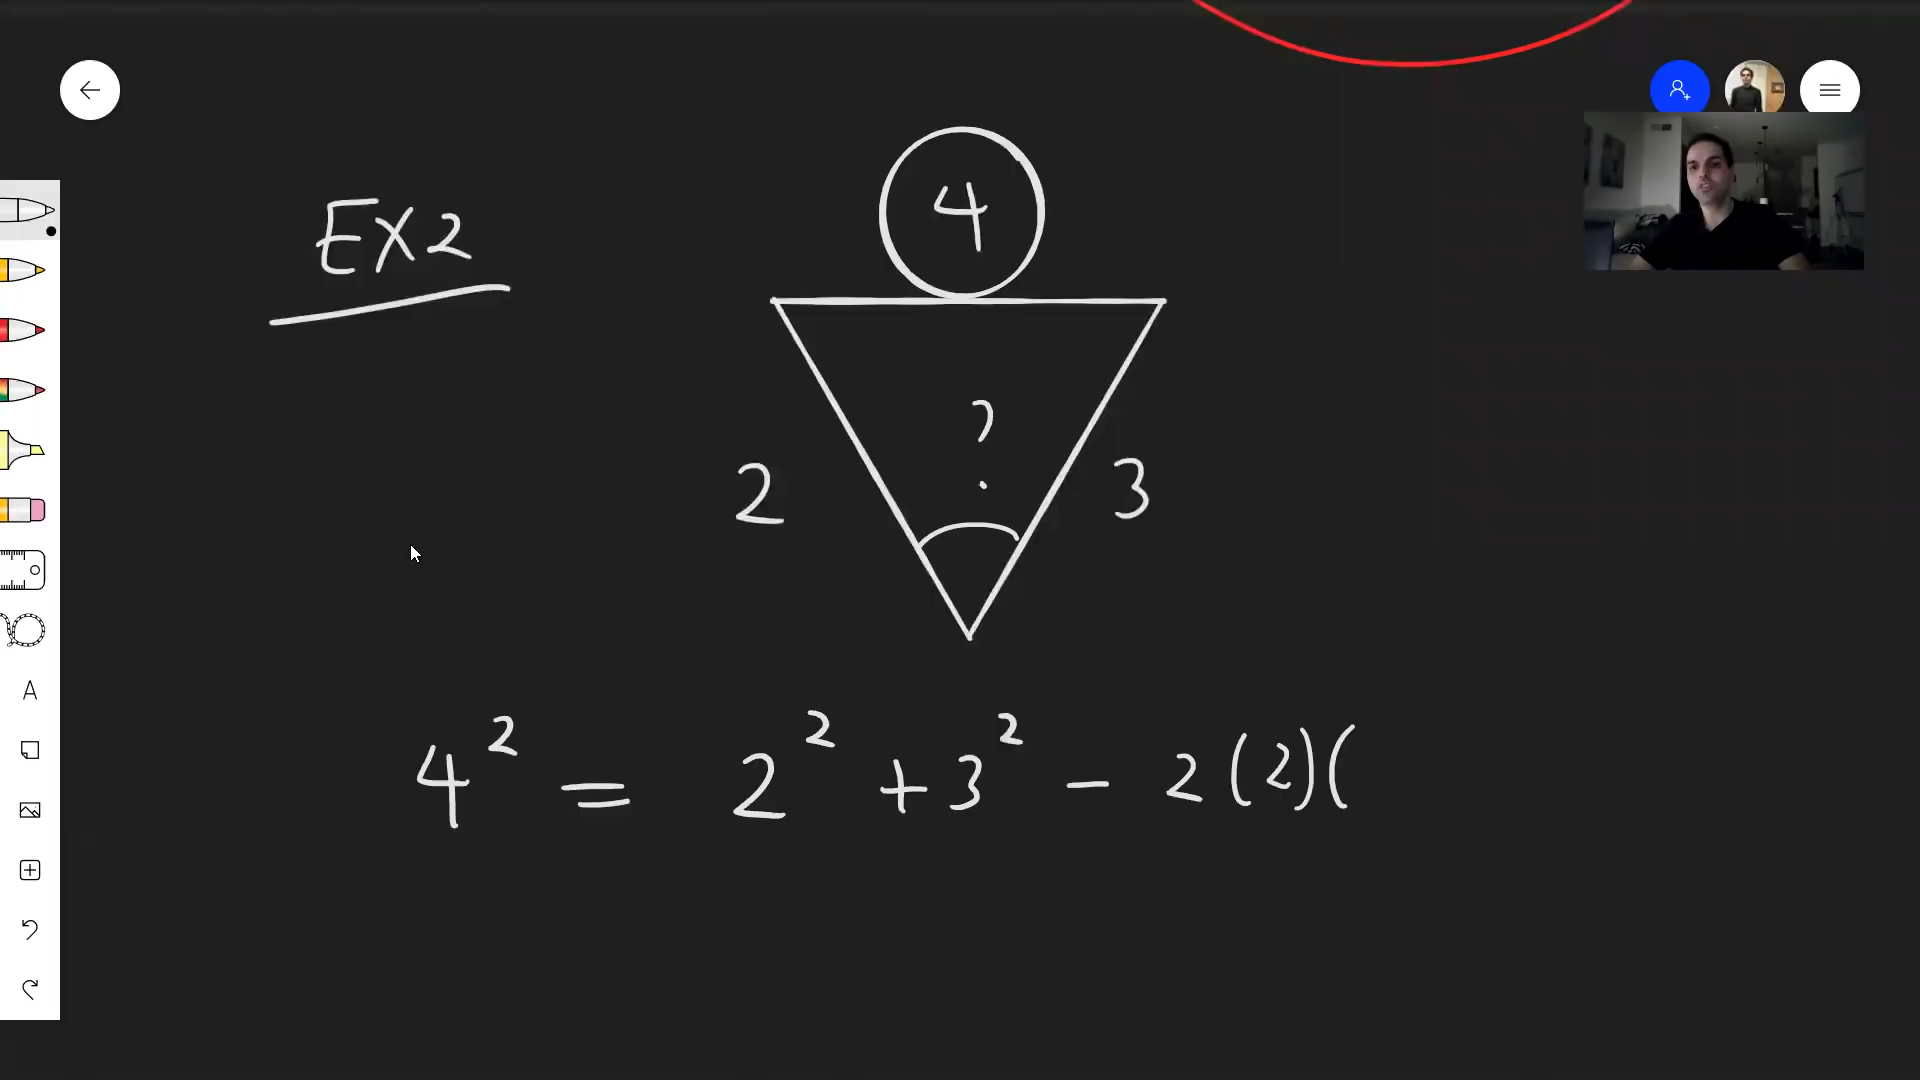 4
EX2
?
2
3
4² = 2² + 3² - 2(2)(
A